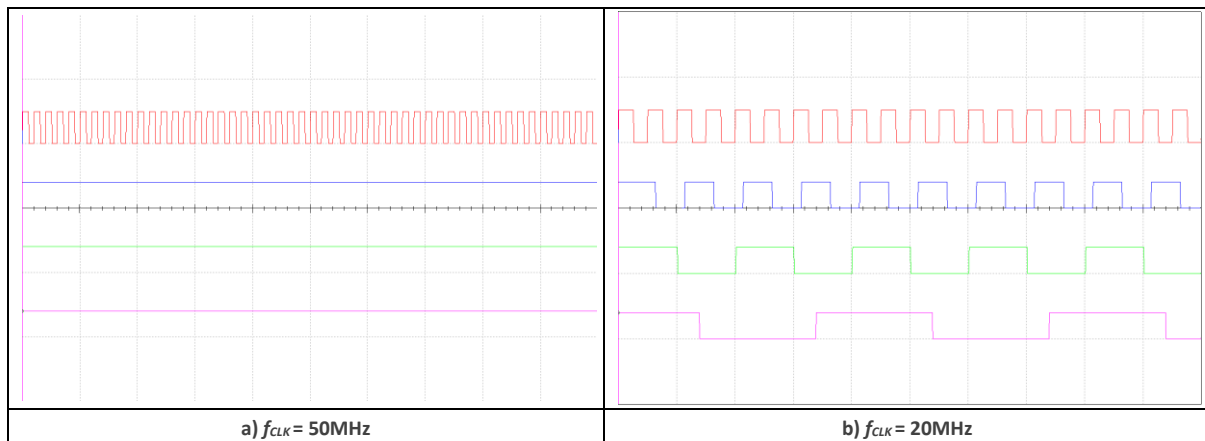 a) fCLK = 50MHz
b) fCLK = 20MHz